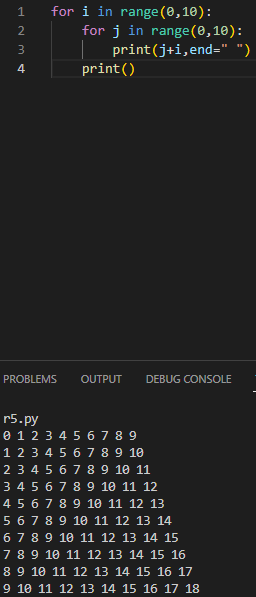 1 for i in range(0,10):
2     for j in range(0,10):
3         print(j+i,end=" ")
4     print()
PROBLEMS OUTPUT DEBUG CONSOLE
r5.py
0 1 2 3 4 5 6 7 8 9
1 2 3 4 5 6 7 8 9 10
2 3 4 5 6 7 8 9 10 11
3 4 5 6 7 8 9 10 11 12
4 5 6 7 8 9 10 11 12 13
5 6 7 8 9 10 11 12 13 14
6 7 8 9 10 11 12 13 14 15
7 8 9 10 11 12 13 14 15 16
8 9 10 11 12 13 14 15 16 17
9 10 11 12 13 14 15 16 17 18